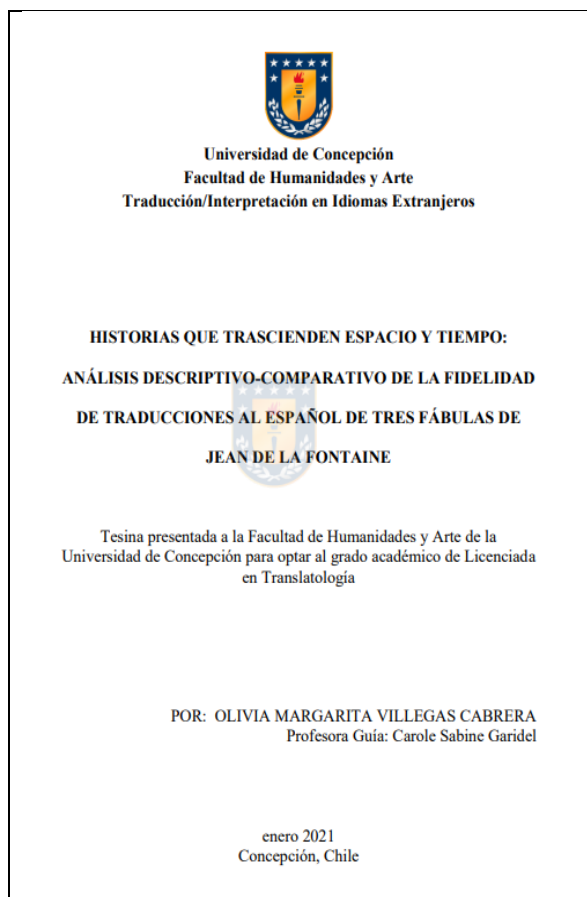 Universidad de Concepción
Facultad de Humanidades y Arte
Traducción/Interpretación en Idiomas Extranjeros
HISTORIAS QUE TRASCIENDEN ESPACIO Y TIEMPO:
ANÁLISIS DESCRIPTIVO-COMPARATIVO DE LA FIDELIDAD
DE TRADUCCIONES AL ESPAÑOL DE TRES FÁBULAS DE
JEAN DE LA FONTAINE
Tesina presentada a la Facultad de Humanidades y Arte de la
Universidad de Concepción para optar al grado académico de Licenciada
en Translatología
POR: OLIVIA MARGARITA VILLEGAS CABRERA
Profesora Guía: Carole Sabine Garidel
enero 2021
Concepción, Chile